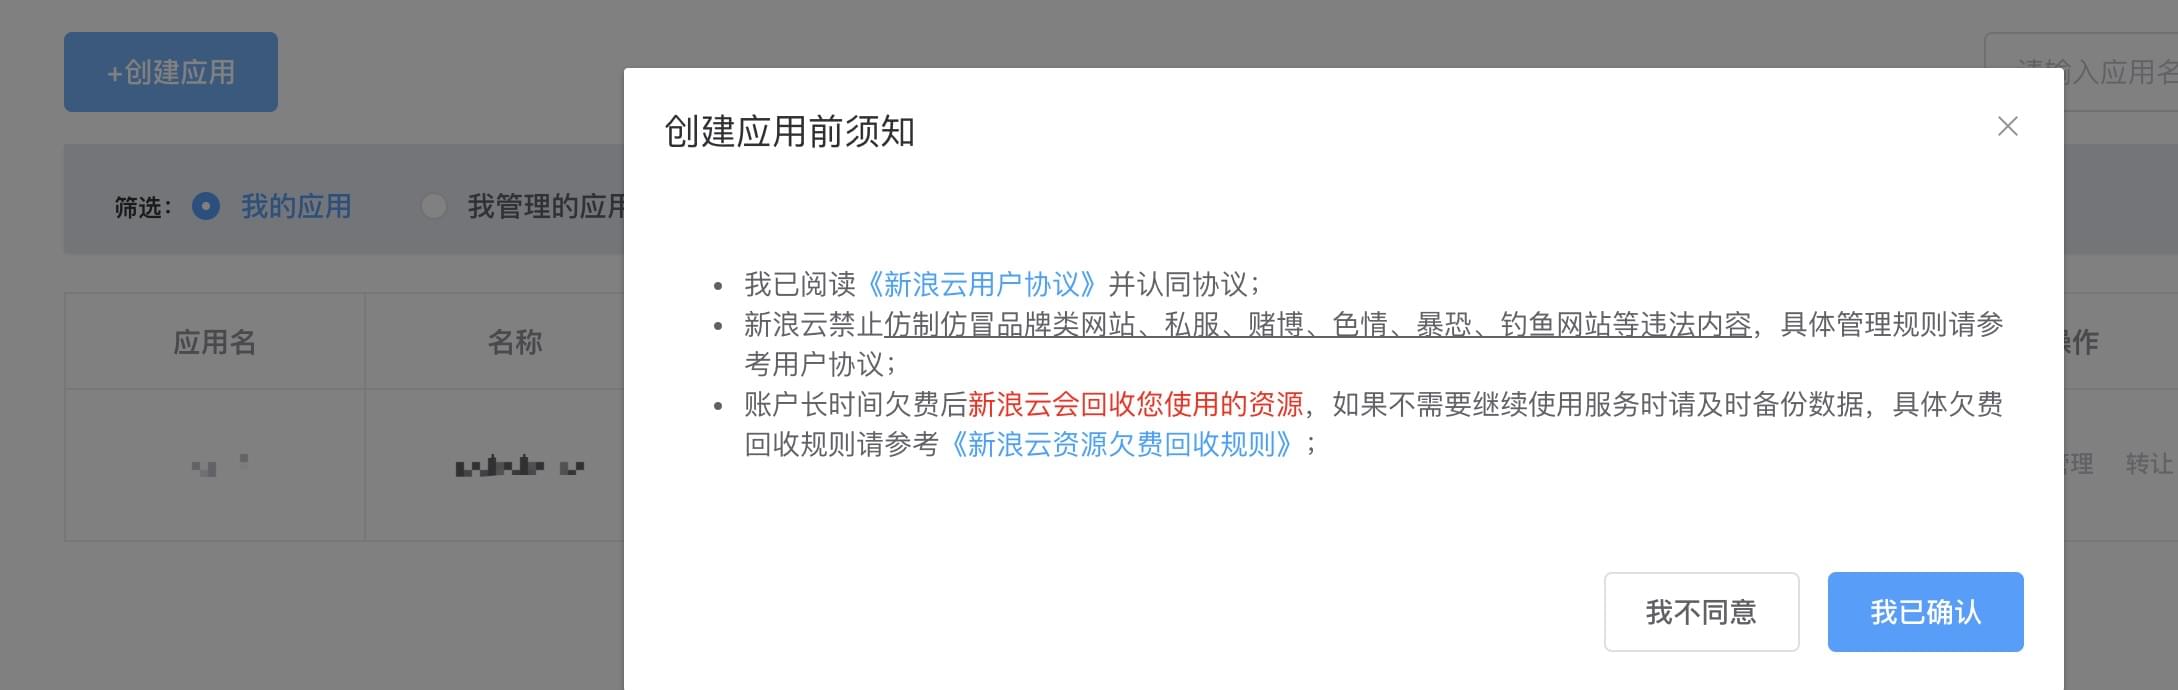 +创建应用
请输入应用名
创建应用前须知
筛选：
我的应用
我管理的应用
我已阅读《新浪云用户协议》并认同协议；
新浪云禁止仿制仿冒品牌类网站、私服、赌博、色情、暴恐、钓鱼网站等违法内容，具体管理规则请参
考用户协议；
账户长时间欠费后新浪云会回收您使用的资源，如果不需要继续使用服务时请及时备份数据，具体欠费
回收规则请参考《新浪云资源欠费回收规则》；
应用名
名称
操作
管理
转让
我不同意
我已确认